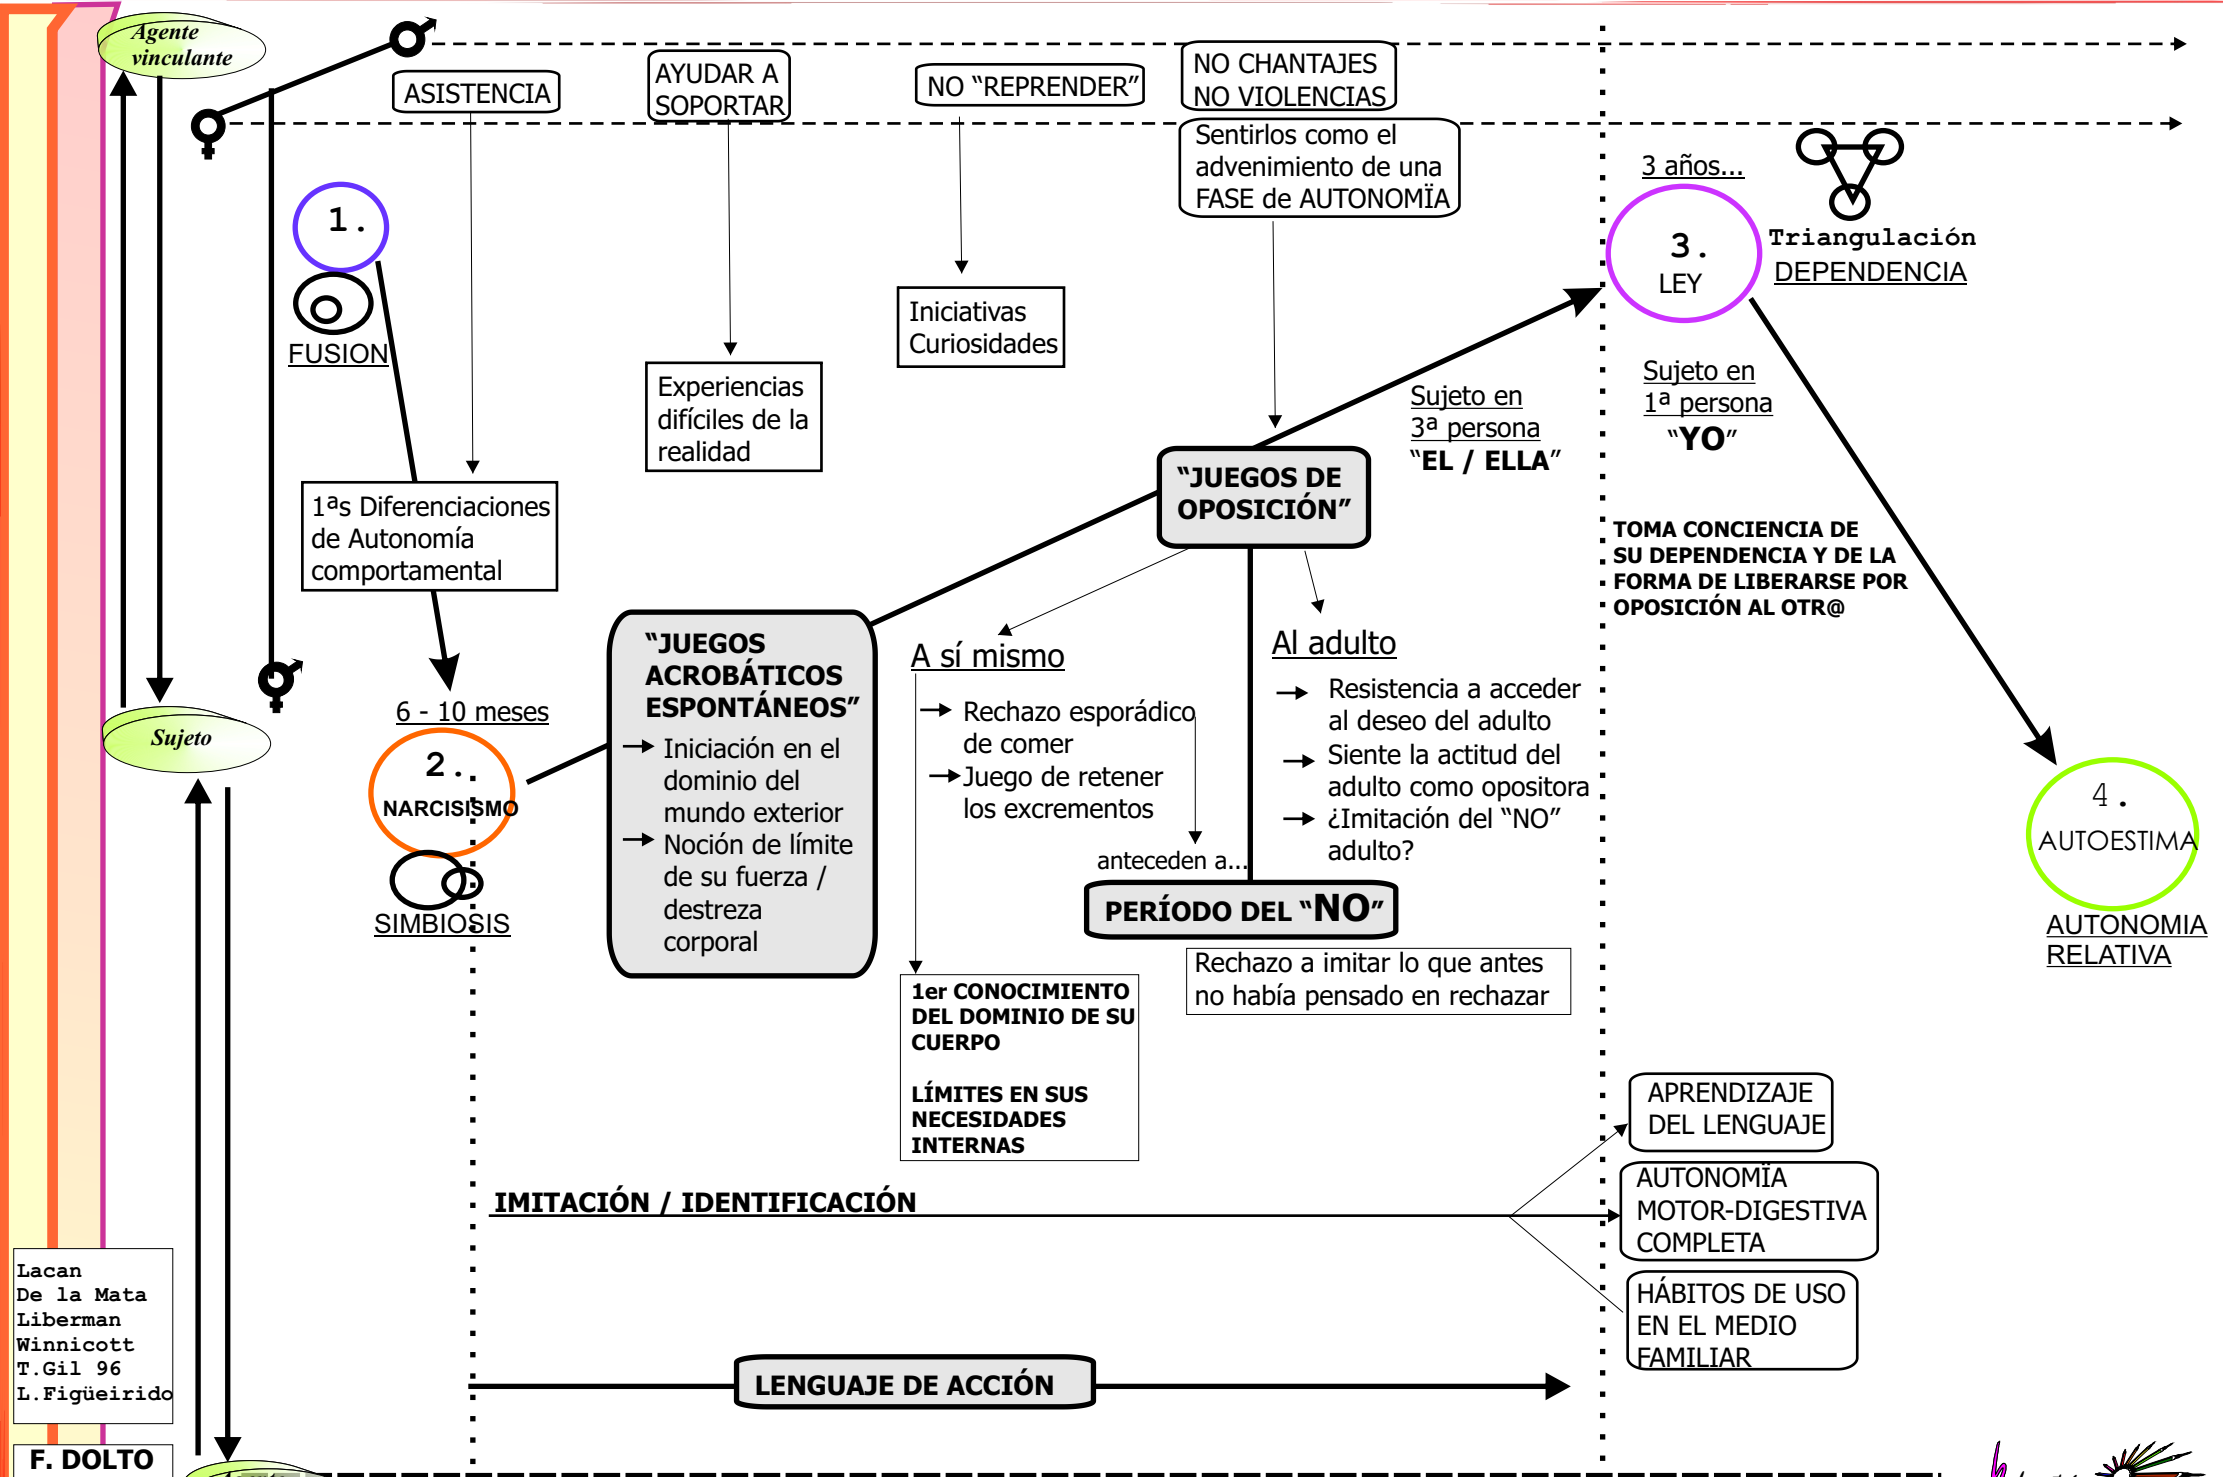 Agente
vinculante
ASISTENCIA
AYUDAR A
SOPORTAR
NO “REPRENDER”
NO CHANTAJES
NO VIOLENCIAS
Sentirlos como el
advenimiento de una
FASE de AUTONOMÏA
1.
FUSION
3 años...
3.
LEY
Triangulación
DEPENDENCIA
Iniciativas
Curiosidades
Experiencias
difíciles de la
realidad
Sujeto en
3ª persona
“EL / ELLA”
Sujeto en
1ª persona
“YO”
1ªs Diferenciaciones
de Autonomía
comportamental
“JUEGOS DE
OPOSICIÓN”
TOMA CONCIENCIA DE
SU DEPENDENCIA Y DE LA
FORMA DE LIBERARSE POR
OPOSICIÓN AL OTR@
Sujeto
6 - 10 meses
2.
NARCISISMO
SIMBIOSIS
“JUEGOS
ACROBÁTICOS
ESPONTÁNEOS”
Iniciación en el
dominio del
mundo exterior
Noción de límite
de su fuerza /
destreza
corporal
A sí mismo
Rechazo esporádico
de comer
Juego de retener
los excrementos
Al adulto
Resistencia a acceder
al deseo del adulto
Siente la actitud del
adulto como opositora
¿Imitación del “NO”
adulto?
anteceden a...
PERÍODO DEL “NO”
Rechazo a imitar lo que antes
no había pensado en rechazar
4.
AUTOESTIMA
AUTONOMIA
RELATIVA
1er CONOCIMIENTO
DEL DOMINIO DE SU
CUERPO
LÍMITES EN SUS
NECESIDADES
INTERNAS
IMITACIÓN / IDENTIFICACIÓN
APRENDIZAJE
DEL LENGUAJE
AUTONOMÏA
MOTOR-DIGESTIVA
COMPLETA
HÁBITOS DE USO
EN EL MEDIO
FAMILIAR
LENGUAJE DE ACCIÓN
Lacan
De la Mata
Liberman
Winnicott
T.Gil 96
L.Figüeirido
F. DOLTO